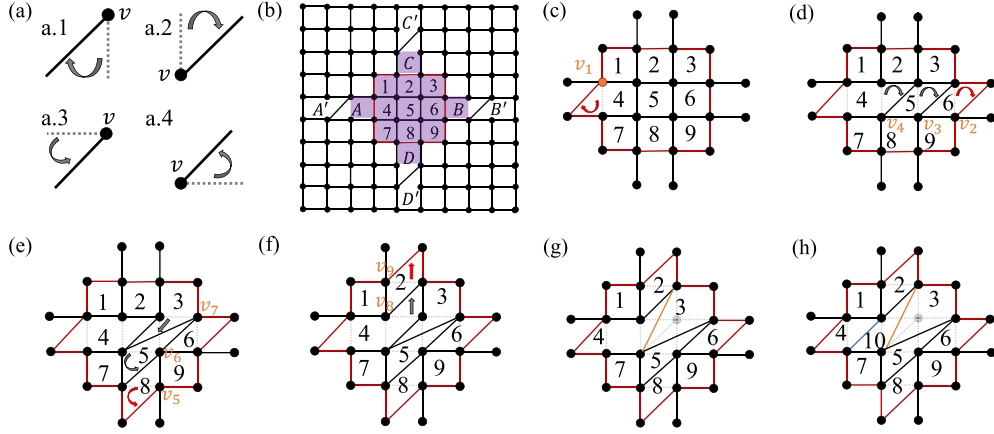 (a)
a.1
v
a.2
v
a.3
v
a.4
v
(b)
C′
C
1 2 3
A′ A 4 5 6 B B′
7 8 9
D
D′
(c)
v₁
1 2 3
4 5 6
7 8 9
(d)
1 2 3
4 5 6
v₄ v₃ v₂
7 8 9
(e)
1 2 3
v₇
4 5 v₆ 6
7 8 9
v₅
(f)
v₉
1 2 3
v₈
4 5 6
7 8 9
(g)
1 2 3
4 5 6
7 8 9
(h)
1 2 3
4 10 5 6
7 8 9